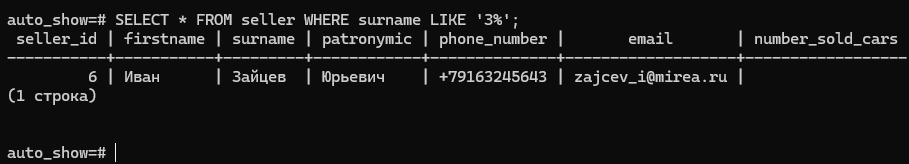 auto_show=# SELECT * FROM seller WHERE surname LIKE 'З%';
 seller_id | firstname | surname | patronymic | phone_number |       email        | number_sold_cars
-----------+-----------+---------+------------+--------------+--------------------+------------------
         6 | Иван      | Зайцев  | Юрьевич    | +79163245643 | zajcev_i@mirea.ru  |
(1 строка)
auto_show=#